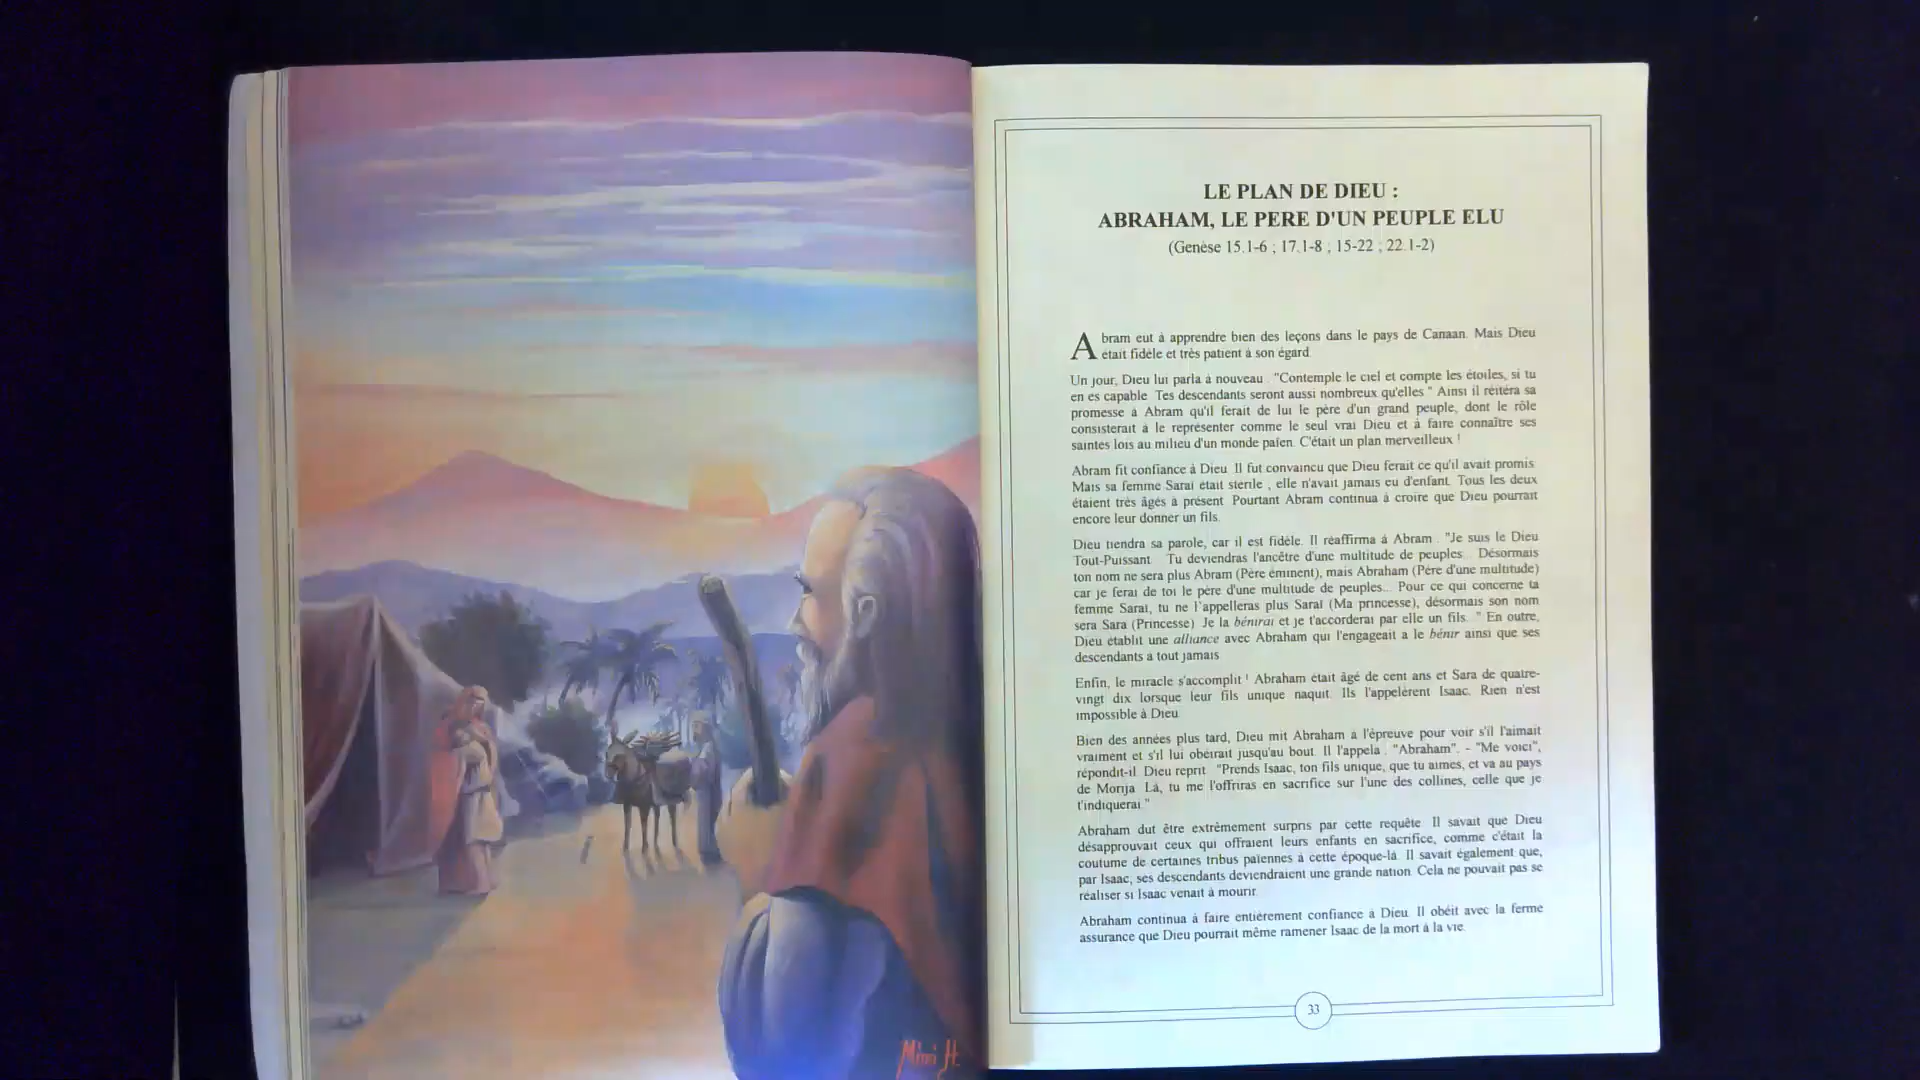 LE PLAN DE DIEU :
ABRAHAM, LE PERE D'UN PEUPLE ELU
(Genèse 15.1-6 ; 17.1-8 ; 15-22 ; 22.1-2)
Abram eut à apprendre bien des leçons dans le pays de Canaan. Mais Dieu
était fidèle et très patient à son égard.
Un jour, Dieu lui parla à nouveau : "Contemple le ciel et compte les étoiles, si tu
en es capable. Tes descendants seront aussi nombreux qu'elles." Ainsi il réitéra sa
promesse à Abram qu'il ferait de lui le père d'un grand peuple, dont le rôle
consisterait à le représenter comme le seul vrai Dieu et à faire connaître ses
saintes lois au milieu d'un monde païen. C'était un plan merveilleux !
Abram fit confiance à Dieu. Il fut convaincu que Dieu ferait ce qu'il avait promis.
Mais sa femme Saraï était stérile ; elle n'avait jamais eu d'enfant. Tous les deux
étaient très âgés à présent. Pourtant Abram continua à croire que Dieu pourrait
encore leur donner un fils.
Dieu tiendra sa parole, car il est fidèle. Il réaffirma à Abram : "Je suis le Dieu
Tout-Puissant... Tu deviendras l'ancêtre d'une multitude de peuples... Désormais
ton nom ne sera plus Abram (Père éminent), mais Abraham (Père d'une multitude)
car je ferai de toi le père d'une multitude de peuples... Pour ce qui concerne ta
femme Saraï, tu ne l'appelleras plus Saraï (Ma princesse), désormais son nom
sera Sara (Princesse). Je la bénirai et je t'accorderai par elle un fils..." En outre,
Dieu établit une alliance avec Abraham qui l'engageait à le bénir ainsi que ses
descendants à tout jamais.
Enfin, le miracle s'accomplit ! Abraham était âgé de cent ans et Sara de quatre-
vingt dix lorsque leur fils unique naquit. Ils l'appelèrent Isaac. Rien n'est
impossible à Dieu.
Bien des années plus tard, Dieu mit Abraham à l'épreuve pour voir s'il l'aimait
vraiment et s'il lui obéirait jusqu'au bout. Il l'appela : "Abraham". - "Me voici",
répondit-il. Dieu reprit : "Prends Isaac, ton fils unique, que tu aimes, et va au pays
de Morija. Là, tu me l'offriras en sacrifice sur l'une des collines, celle que je
t'indiquerai."
Abraham dut être extrêmement surpris par cette requête. Il savait que Dieu
désapprouvait ceux qui offraient leurs enfants en sacrifice, comme c'était la
coutume de certaines tribus païennes à cette époque-là. Il savait également que,
par Isaac, ses descendants deviendraient une grande nation. Cela ne pouvait pas se
réaliser si Isaac venait à mourir.
Abraham continua à faire entièrement confiance à Dieu. Il obéit avec la ferme
assurance que Dieu pourrait même ramener Isaac de la mort à la vie.
33
Mimi H.